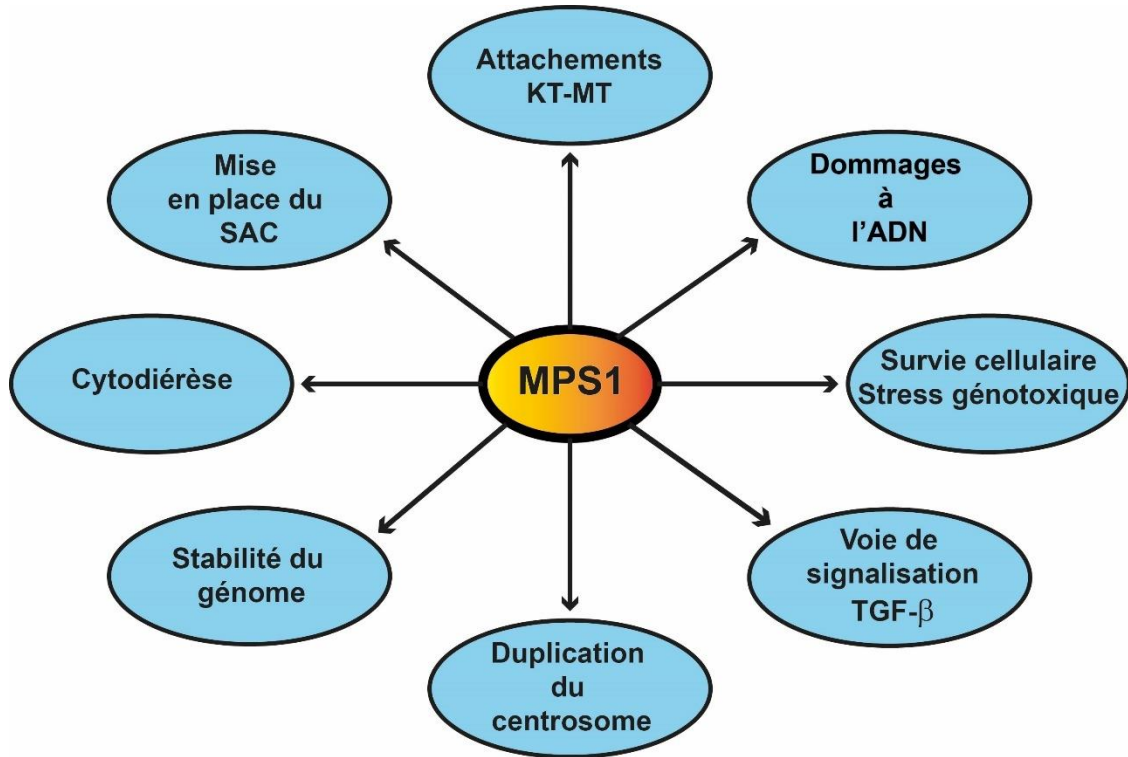 Attachements
KT-MT
Mise
en place du
SAC
Dommages
à
l'ADN
Cytodiérèse
MPS1
Survie cellulaire
Stress génotoxique
Stabilité du
génome
Voie de
signalisation
TGF-β
Duplication
du
centrosome